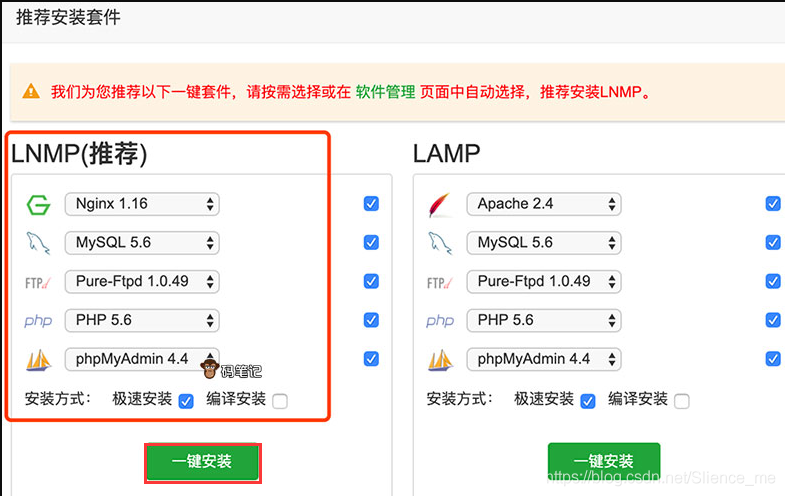 推荐安装套件
我们为您推荐以下一键套件，请按需选择或在 软件管理 页面中自动选择，推荐安装LNMP。
LNMP(推荐)
Nginx 1.16
MySQL 5.6
FTPd Pure-Ftpd 1.0.49
php PHP 5.6
phpMyAdmin 4.4
码笔记
安装方式： 极速安装 编译安装
一键安装
LAMP
Apache 2.4
MySQL 5.6
FTPd Pure-Ftpd 1.0.49
php PHP 5.6
phpMyAdmin 4.4
安装方式： 极速安装 编译安装
一键安装
https://blog.csdn.net/Slience_me